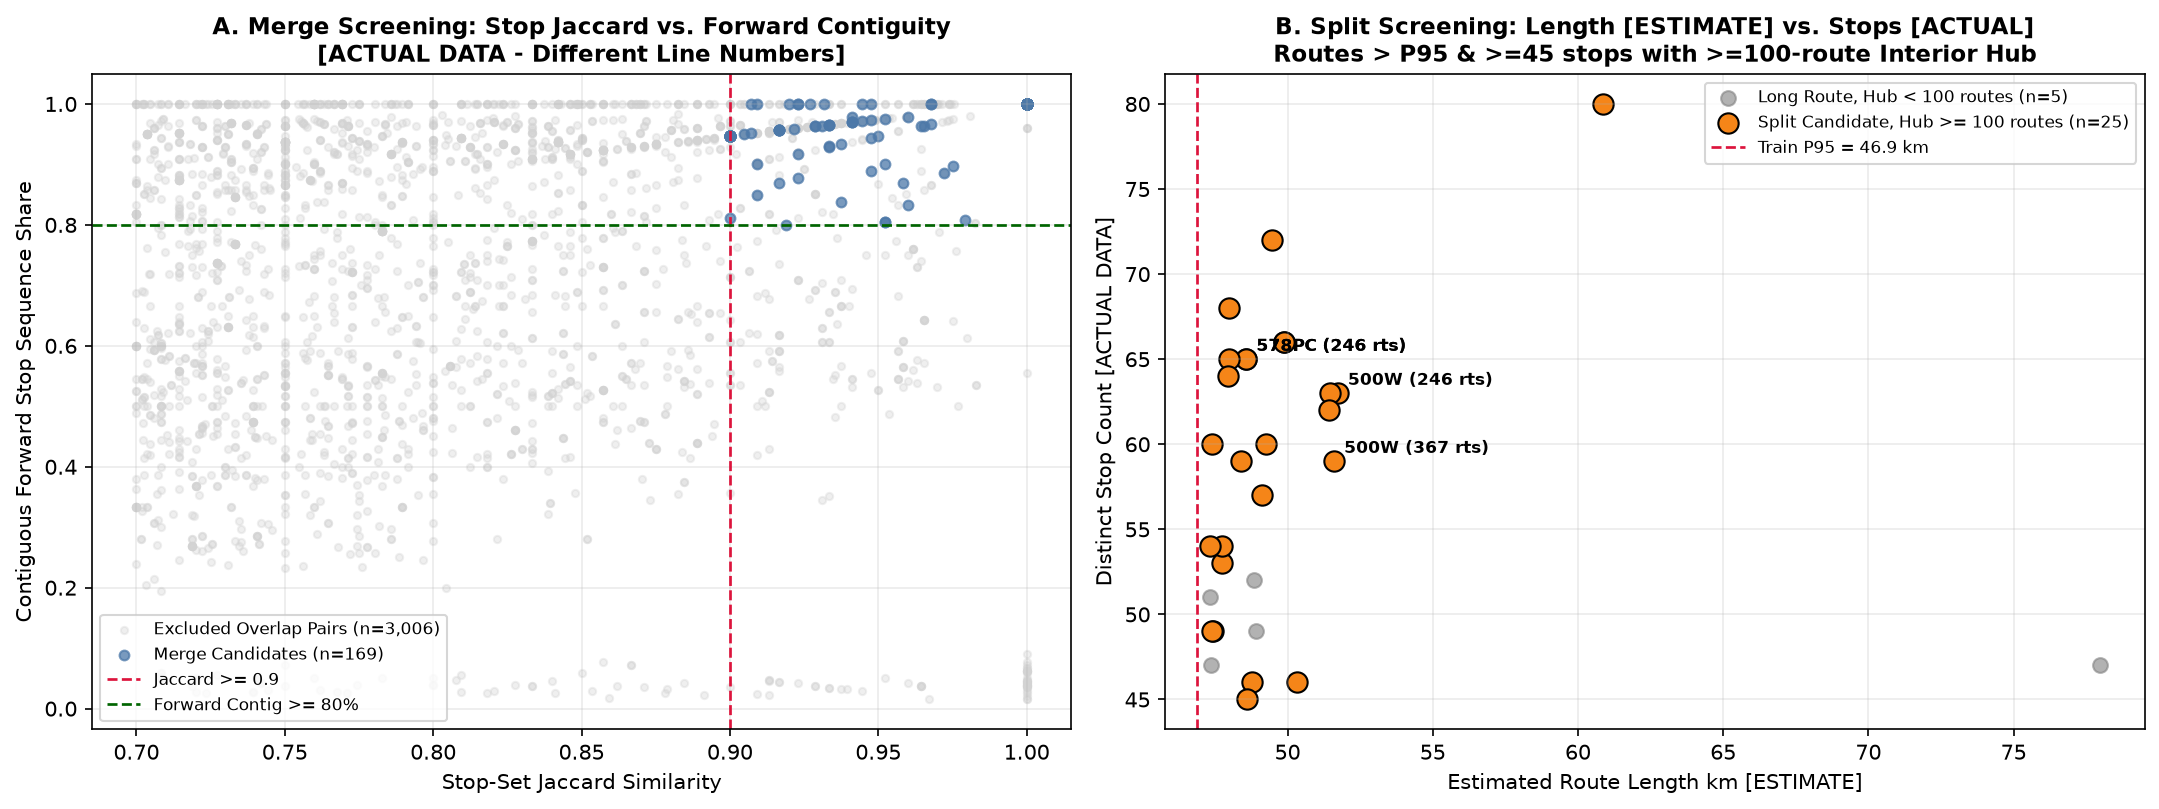 A. Merge Screening: Stop Jaccard vs. Forward Contiguity
[ACTUAL DATA - Different Line Numbers]
Contiguous Forward Stop Sequence Share
1.0
0.8
0.6
0.4
0.2
0.0
Excluded Overlap Pairs (n=3,006)
Merge Candidates (n=169)
Jaccard >= 0.9
Forward Contig >= 80%
0.70
0.75
0.80
0.85
0.90
0.95
1.00
Stop-Set Jaccard Similarity
B. Split Screening: Length [ESTIMATE] vs. Stops [ACTUAL]
Routes > P95 & >=45 stops with >=100-route Interior Hub
Distinct Stop Count [ACTUAL DATA]
80
75
70
65
60
55
50
45
Long Route, Hub < 100 routes (n=5)
Split Candidate, Hub >= 100 routes (n=25)
Train P95 = 46.9 km
578PC (246 rts)
500W (246 rts)
500W (367 rts)
50
55
60
65
70
75
Estimated Route Length km [ESTIMATE]